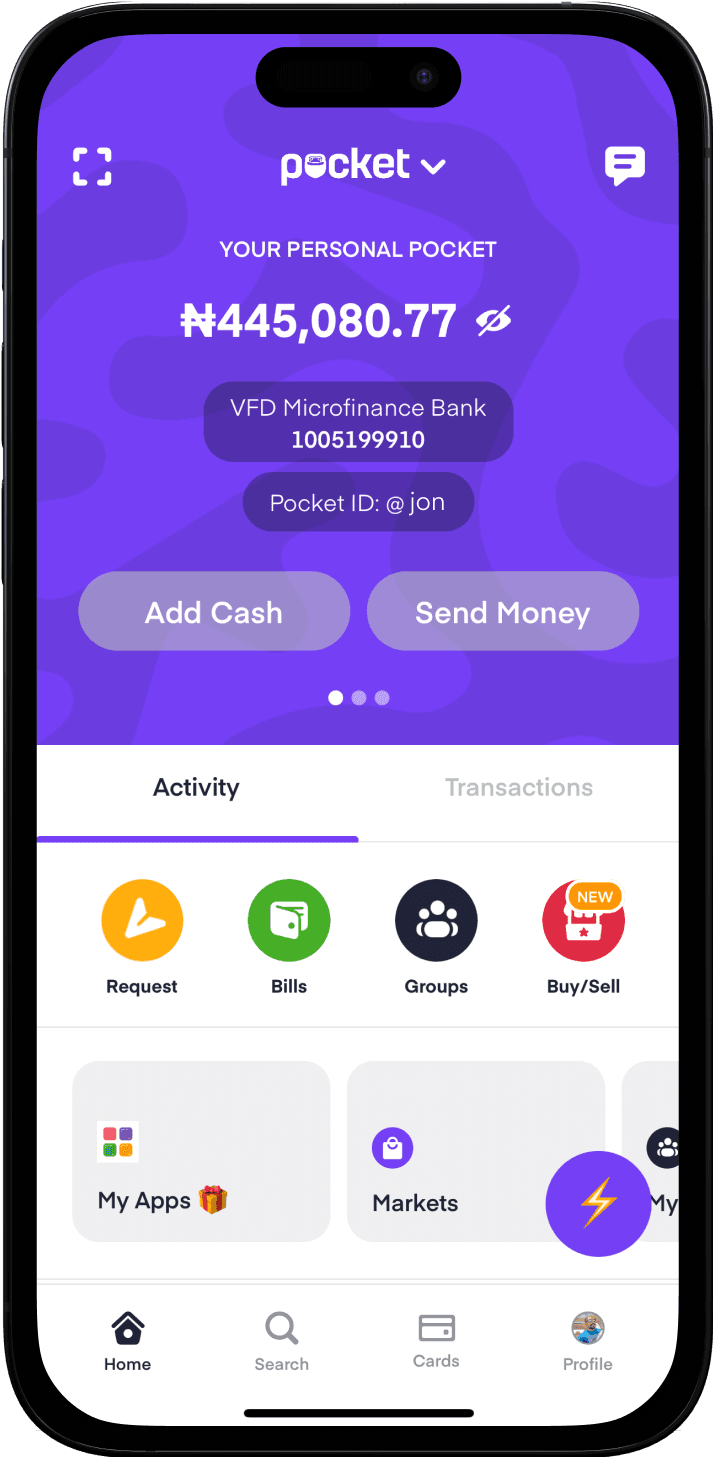 pocket
YOUR PERSONAL POCKET
₦445,080.77
VFD Microfinance Bank
1005199910
Pocket ID: @jon
Add Cash
Send Money
Activity
Transactions
NEW
Request
Bills
Groups
Buy/Sell
My Apps
Markets
My
Home
Search
Cards
Profile